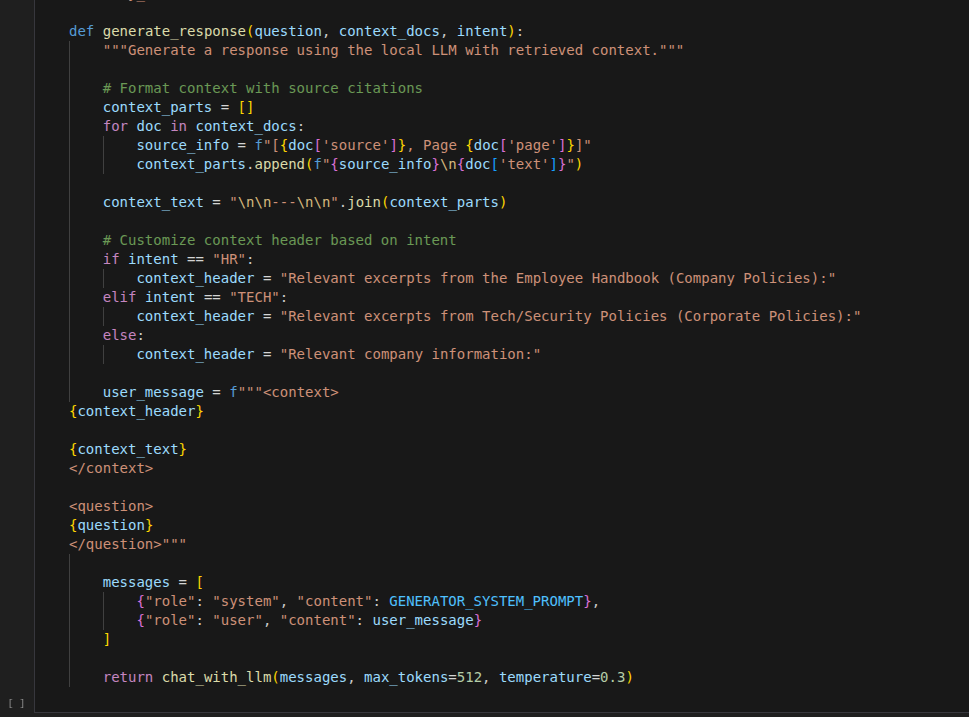 def generate_response(question, context_docs, intent):
    """Generate a response using the local LLM with retrieved context."""

    # Format context with source citations
    context_parts = []
    for doc in context_docs:
        source_info = f"[{doc['source']}, Page {doc['page']}]"
        context_parts.append(f"{source_info}\n{doc['text']}")

    context_text = "\n\n---\n\n".join(context_parts)

    # Customize context header based on intent
    if intent == "HR":
        context_header = "Relevant excerpts from the Employee Handbook (Company Policies):"
    elif intent == "TECH":
        context_header = "Relevant excerpts from Tech/Security Policies (Corporate Policies):"
    else:
        context_header = "Relevant company information:"

    user_message = f"""<context>
{context_header}

{context_text}
</context>

<question>
{question}
</question>"""

    messages = [
        {"role": "system", "content": GENERATOR_SYSTEM_PROMPT},
        {"role": "user", "content": user_message}
    ]

    return chat_with_llm(messages, max_tokens=512, temperature=0.3)
[ ]